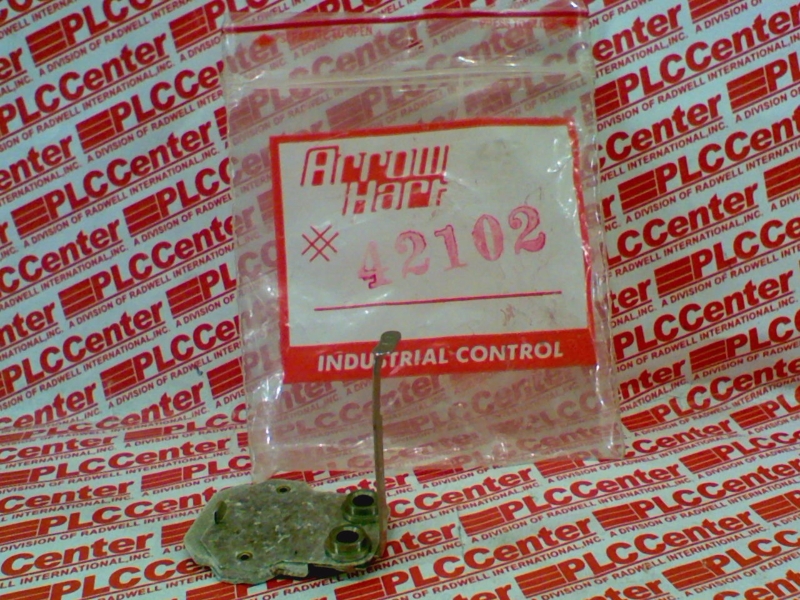 Arrow
Hart
# 42102
INDUSTRIAL CONTROL
PLCCenter
A DIVISION OF RADWELL INTERNATIONAL, INC.